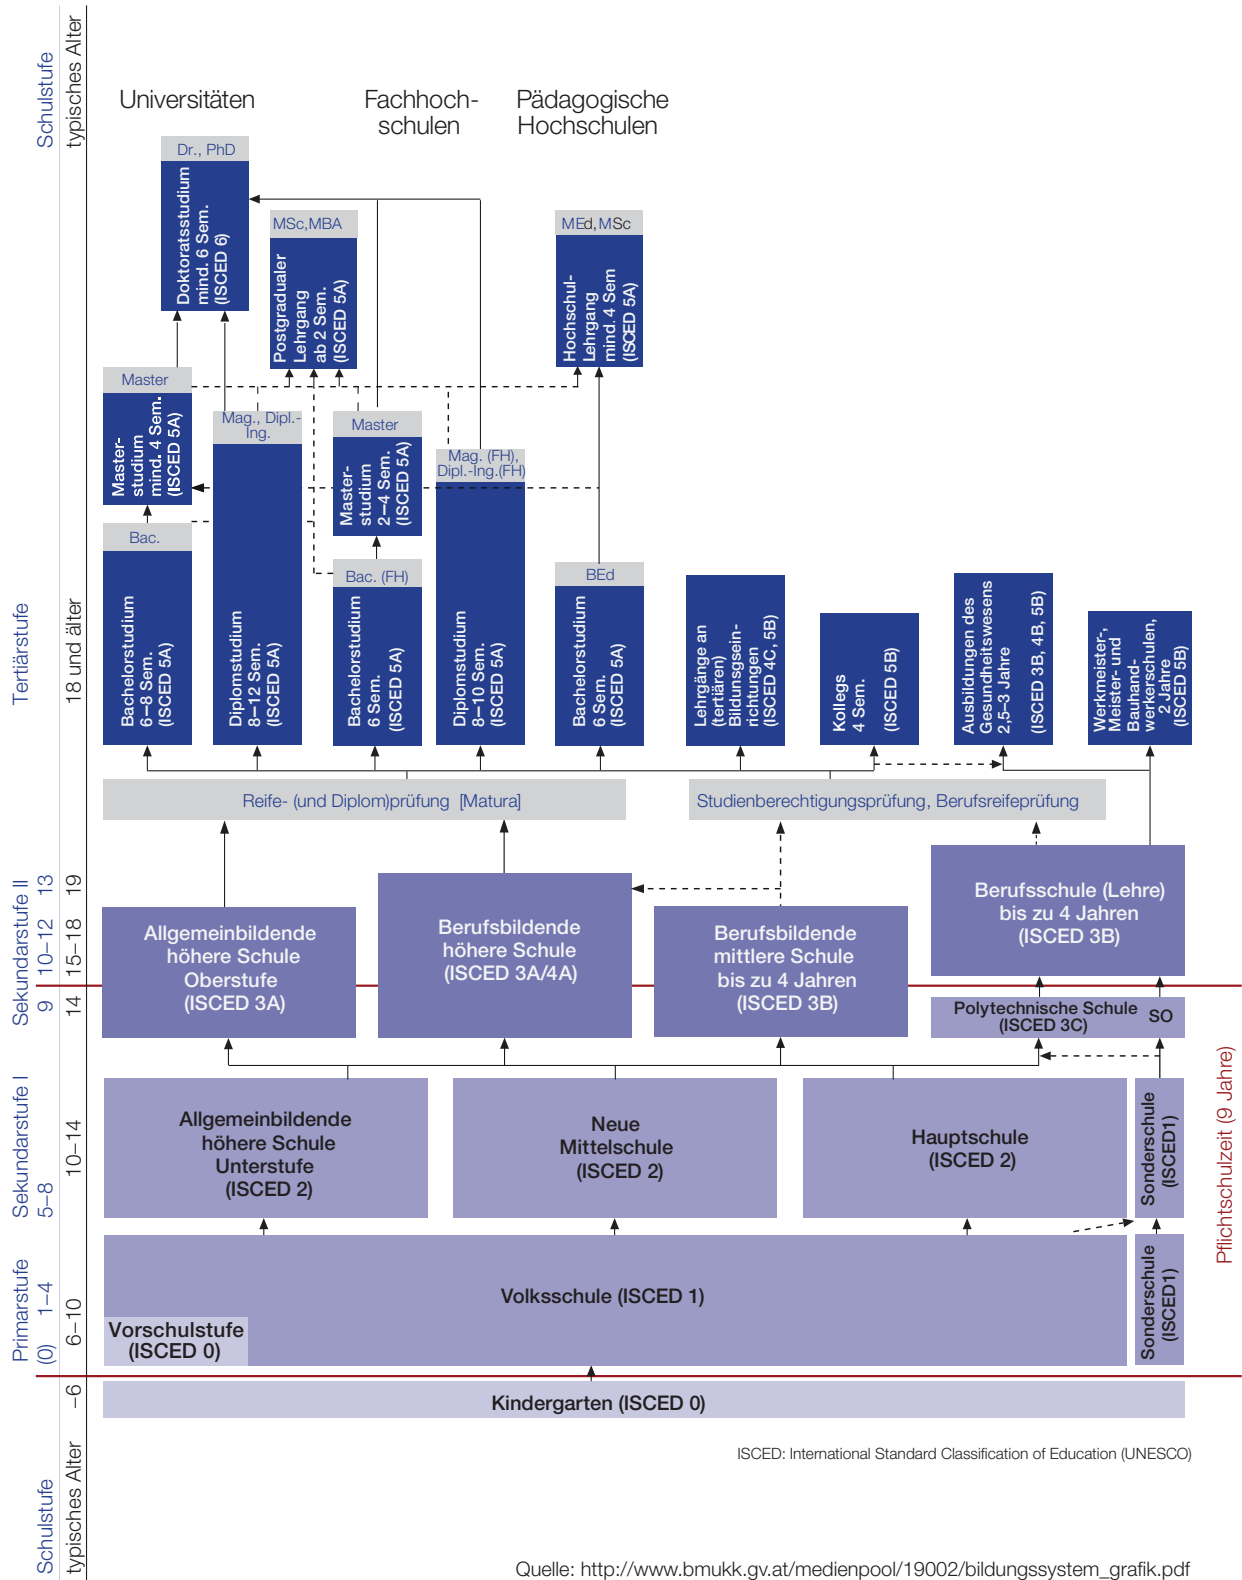 Schulstufe
typisches Alter
Universitäten
Fachhoch-
schulen
Pädagogische
Hochschulen
Dr., PhD
Doktoratsstudium
mind. 6 Sem.
(ISCED 6)
MSc,MBA
Postgradualer
Lehrgang
ab 2 Sem.
(ISCED 5A)
MEd,MSc
Hochschul-
Lehrgang
mind. 4 Sem
(ISCED 5A)
Master
Master-
studium
mind. 4 Sem.
(ISCED 5A)
Mag., Dipl.-
Ing.
Diplomstudium
8–12 Sem.
(ISCED 5A)
Master
Master-
studium
2–4 Sem.
(ISCED 5A)
Mag. (FH),
Dipl.-Ing.(FH)
Diplomstudium
8–10 Sem.
(ISCED 5A)
Bac.
Bachelorstudium
6–8 Sem.
(ISCED 5A)
Bac. (FH)
Bachelorstudium
6 Sem.
(ISCED 5A)
BEd
Bachelorstudium
6 Sem.
(ISCED 5A)
Lehrgänge an
(tertiären)
Bildungssein-
richtungen
(ISCED 4C, 5B)
Kollegs
4 Sem.
(ISCED 5B)
Ausbildungen des
Gesundheitswesens
2,5–3 Jahre
(ISCED 3B, 4B, 5B)
Werkmeister-,
Meister- und
Bauhand-
werkerschulen,
2 Jahre
(ISCED 5B)
Tertiärstufe
18 und älter
Reife- (und Diplom)prüfung [Matura]
Studienberechtigungsprüfung, Berufsreifeprüfung
Sekundarstufe II
9 10–12 13
14 15–18 19
Allgemeinbildende
höhere Schule
Oberstufe
(ISCED 3A)
Berufsbildende
höhere Schule
(ISCED 3A/4A)
Berufsbildende
mittlere Schule
bis zu 4 Jahren
(ISCED 3B)
Berufsschule (Lehre)
bis zu 4 Jahren
(ISCED 3B)
Polytechnische Schule
(ISCED 3C)
SO
Sekundarstufe I
5–8
10–14
Allgemeinbildende
höhere Schule
Unterstufe
(ISCED 2)
Neue
Mittelschule
(ISCED 2)
Hauptschule
(ISCED 2)
Sonderschule
(ISCED1)
Pflichtschulzeit (9 Jahre)
Primarstufe
(0) 1–4
6–10
Volksschule (ISCED 1)
Vorschulstufe
(ISCED 0)
Sonderschule
(ISCED1)
–6
Kindergarten (ISCED 0)
ISCED: International Standard Classification of Education (UNESCO)
Schulstufe
typisches Alter
Quelle: http://www.bmukk.gv.at/medienpool/19002/bildungssystem_grafik.pdf